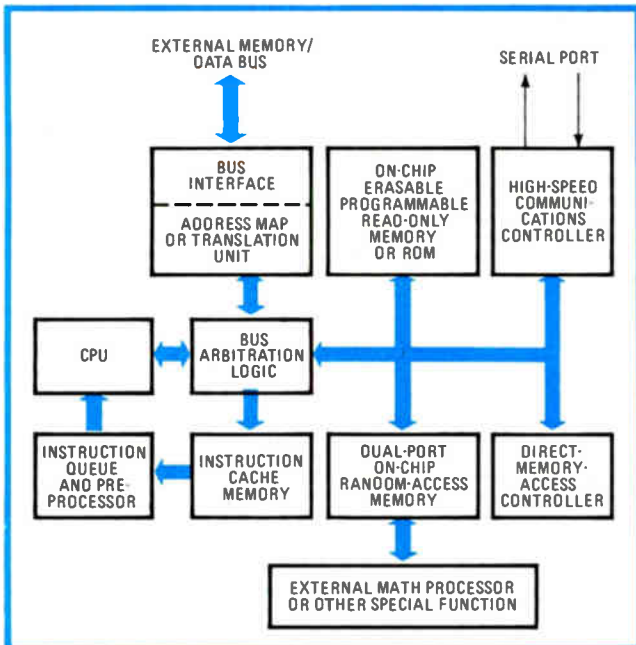 EXTERNAL MEMORY/
DATA BUS
SERIAL PORT
BUS
INTERFACE
ADDRESS MAP
OR TRANSLATION
UNIT
ON-CHIP
ERASABLE
PROGRAMMABLE
READ-ONLY
MEMORY
OR ROM
HIGH-SPEED
COMMUNI-
CATIONS
CONTROLLER
CPU
BUS
ARBITRATION
LOGIC
INSTRUCTION
QUEUE
AND PRE-
PROCESSOR
INSTRUCTION
CACHE
MEMORY
DUAL-PORT
ON-CHIP
RANDOM-ACCESS
MEMORY
DIRECT-
MEMORY-
ACCESS
CONTROLLER
EXTERNAL MATH PROCESSOR
OR OTHER SPECIAL FUNCTION